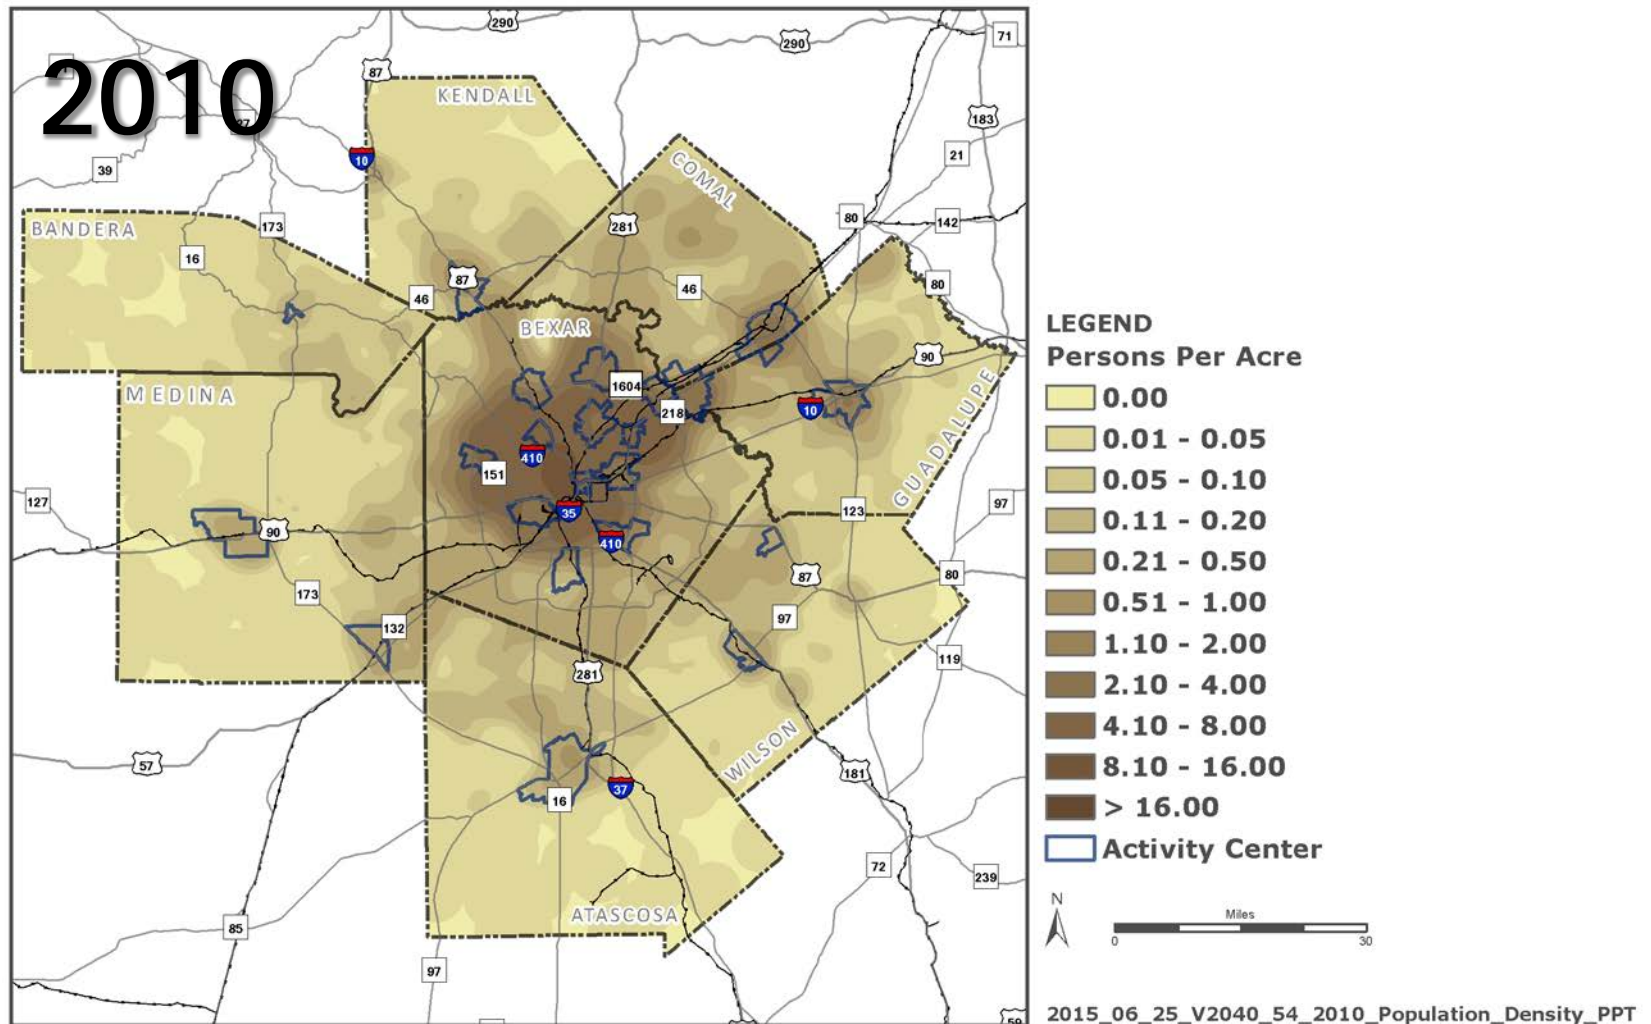 2010
290
290
71
87
KENDALL
27
183
10
39
21
COMAL
BANDERA
173
281
80
142
16
87
46
46
80
BEXAR
90
MEDINA
1604
218
10
GUADALUPE
410
151
127
97
123
35
90
410
87
80
173
97
132
119
281
WILSON
57
181
37
16
72
239
ATASCOSA
85
97
59
LEGEND
Persons Per Acre
0.00
0.01 - 0.05
0.05 - 0.10
0.11 - 0.20
0.21 - 0.50
0.51 - 1.00
1.10 - 2.00
2.10 - 4.00
4.10 - 8.00
8.10 - 16.00
> 16.00
Activity Center
N
Miles
0 30
2015_06_25_V2040_54_2010_Population_Density_PPT